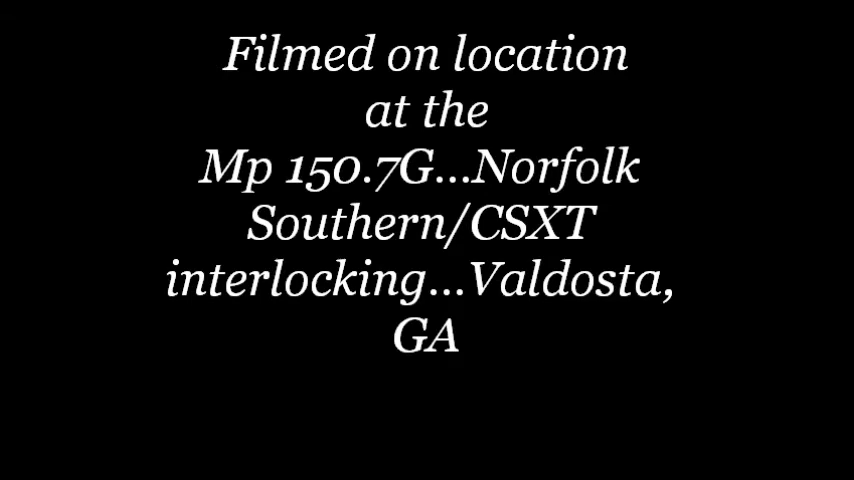 Filmed on location
at the
Mp 150.7G...Norfolk
Southern/CSXT
interlocking...Valdosta,
GA